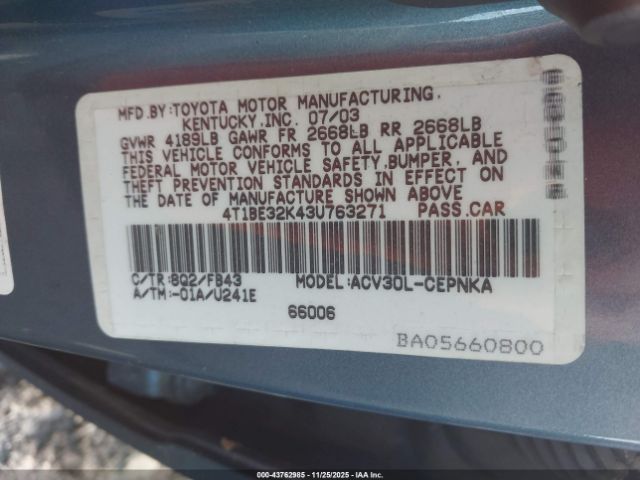 MFD.BY:TOYOTA MOTOR MANUFACTURING,
KENTUCKY,INC. 07/03
GVWR 4189LB GAWR FR 2668LB RR 2668LB
THIS VEHICLE CONFORMS TO ALL APPLICABLE
FEDERAL MOTOR VEHICLE SAFETY,BUMPER, AND
THEFT PREVENTION STANDARDS IN EFFECT ON
THE DATE OF MANUFACTURE SHOWN ABOVE
4T1BE32K43U763271 PASS.CAR
C/TR:8Q2/FB43 MODEL:ACV30L-CEPNKA
A/TM:-01A/U241E
66006
BA05660800
STOCK #: 43762985 | 11/25/2025 | IAA Inc.